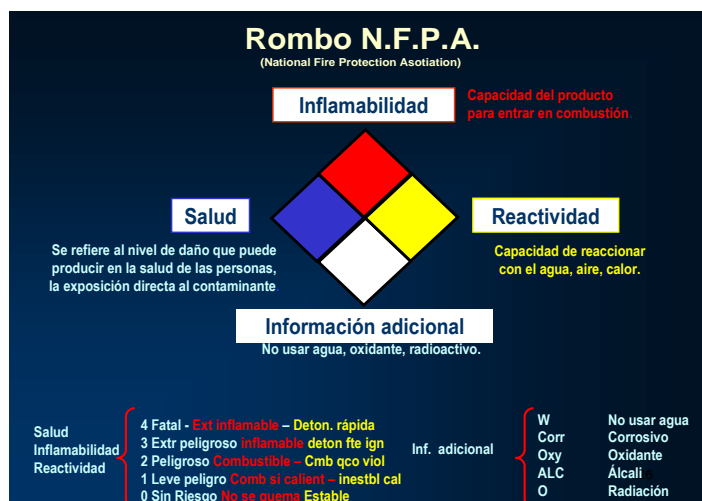 Rombo N.F.P.A.
(National Fire Protection Asotiation)
Inflamabilidad
Capacidad del producto
para entrar en combustión.
Salud
Reactividad
Se refiere al nivel de daño que puede
producir en la salud de las personas,
la exposición directa al contaminante
Capacidad de reaccionar
con el agua, aire, calor.
Información adicional
No usar agua, oxidante, radioactivo.
Salud
Inflamabilidad
Reactividad
4 Fatal - Ext inflamable – Deton. rápida
3 Extr peligroso inflamable deton fte ign
2 Peligroso Combustible – Cmb qco viol
1 Leve peligro Comb si calient – inestbl cal
0 Sin Riesgo No se quema Estable
Inf. adicional
W No usar agua
Corr Corrosivo
Oxy Oxidante
ALC Álcali
O Radiación